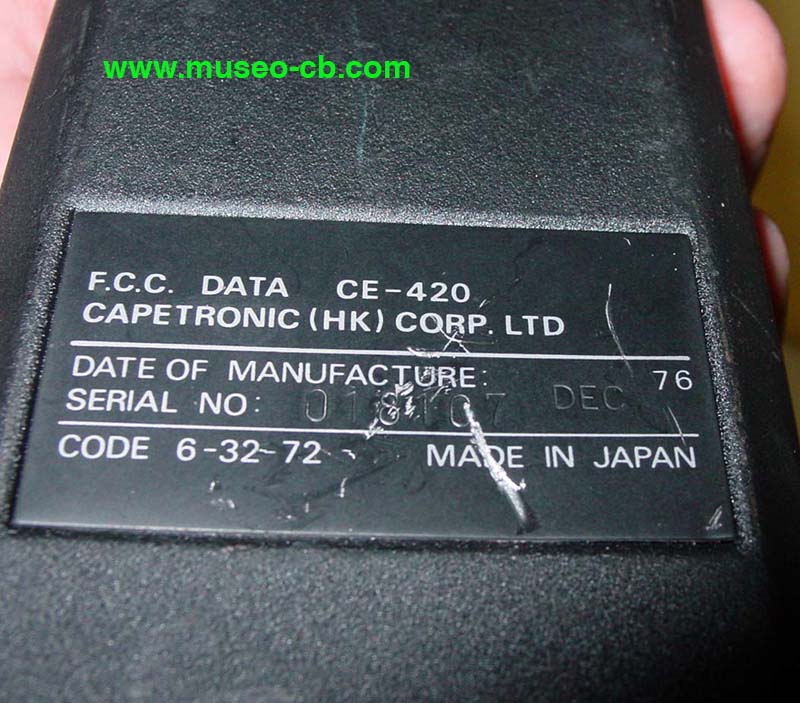 www.museo-cb.com
F.C.C. DATA CE-420
CAPETRONIC (HK) CORP. LTD
DATE OF MANUFACTURE: DEC 76
SERIAL NO:
CODE 6-32-72 MADE IN JAPAN